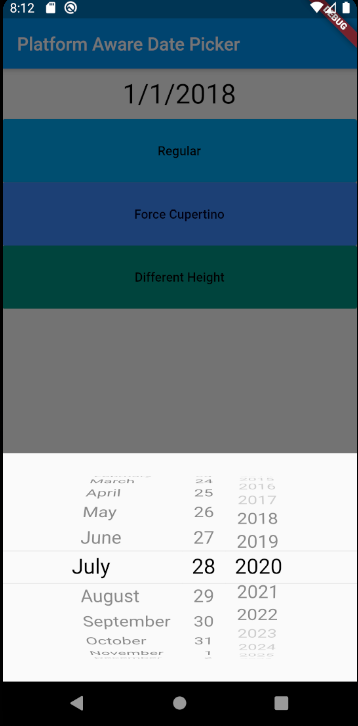 8:12
DEBUG
Platform Aware Date Picker
1/1/2018
Regular
Force Cupertino
Different Height
2015
March 24 2016
April 25 2017
May 26 2018
June 27 2019
July 28 2020
August 29 2021
September 30 2022
October 31 2023
November 1 2024
2025